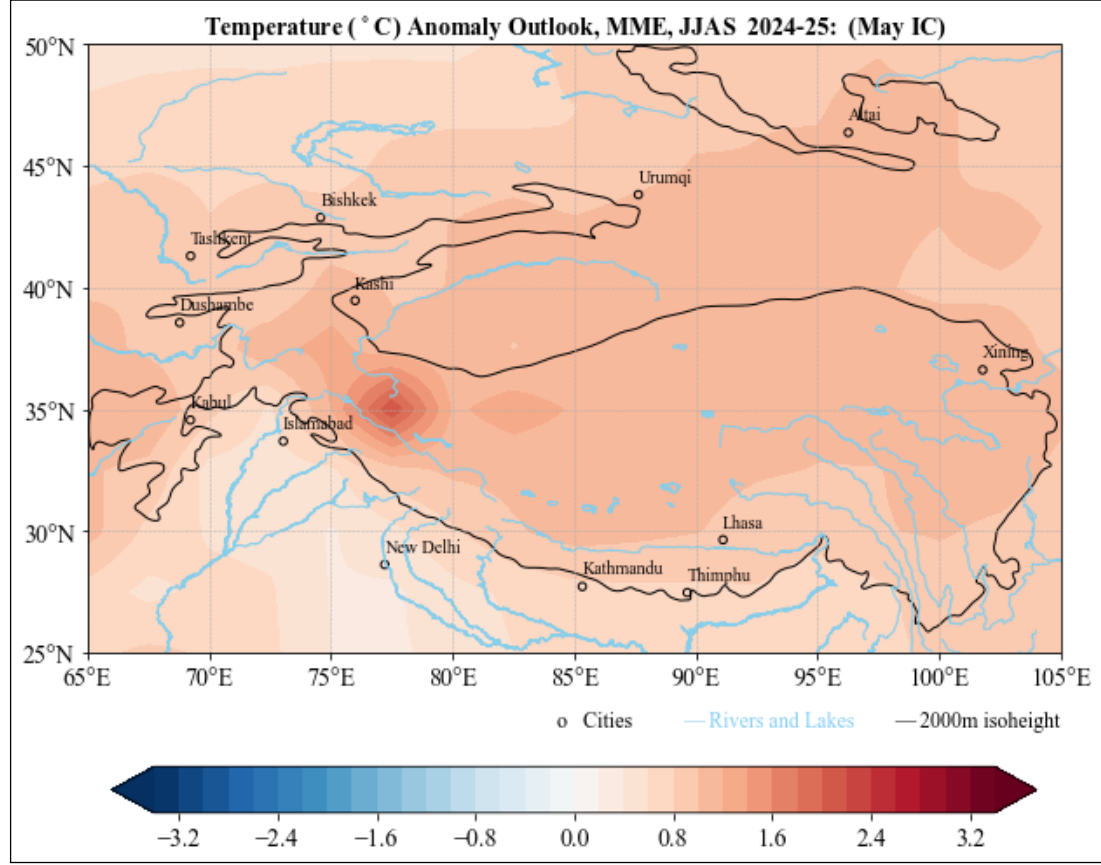 Temperature ( °C) Anomaly Outlook, MME, JJAS 2024-25: (May IC)
50°N
Altai
45°N
Urumqi
Bishkek
Tashkent
40°N
Kashi
Dushambe
Xining
35°N
Kabul
Islamabad
30°N
Lhasa
New Delhi
Kathmandu
Thimphu
25°N
65°E 70°E 75°E 80°E 85°E 90°E 95°E 100°E 105°E
Cities Rivers and Lakes 2000m isoheight
−3.2 −2.4 −1.6 −0.8 0.0 0.8 1.6 2.4 3.2